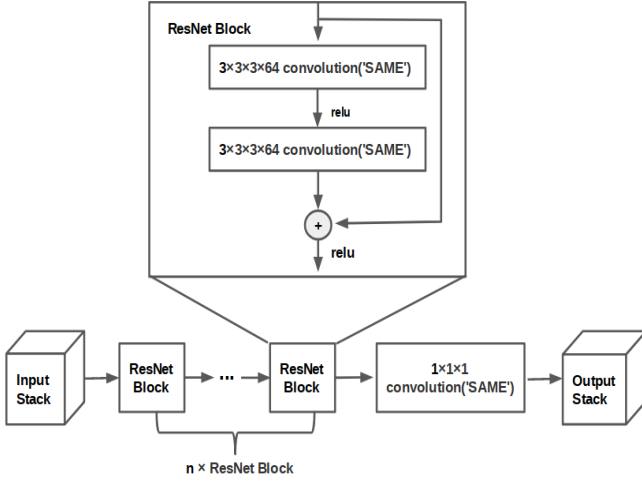 ResNet Block
3×3×3×64 convolution('SAME')
relu
3×3×3×64 convolution('SAME')
+
relu
Input
Stack
ResNet
Block
...
ResNet
Block
1×1×1
convolution('SAME')
Output
Stack
n × ResNet Block